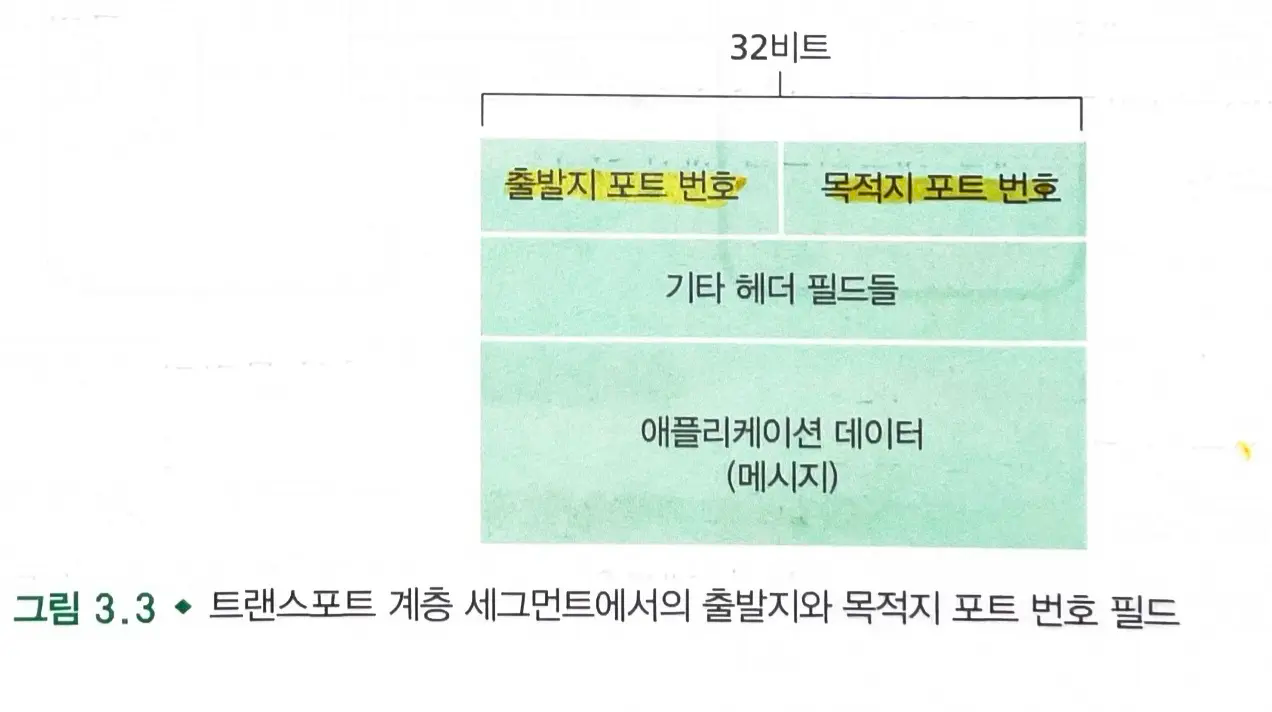 32비트
출발지 포트 번호 목적지 포트 번호
기타 헤더 필드들
애플리케이션 데이터
(메시지)
그림 3.3 ◆ 트랜스포트 계층 세그먼트에서의 출발지와 목적지 포트 번호 필드